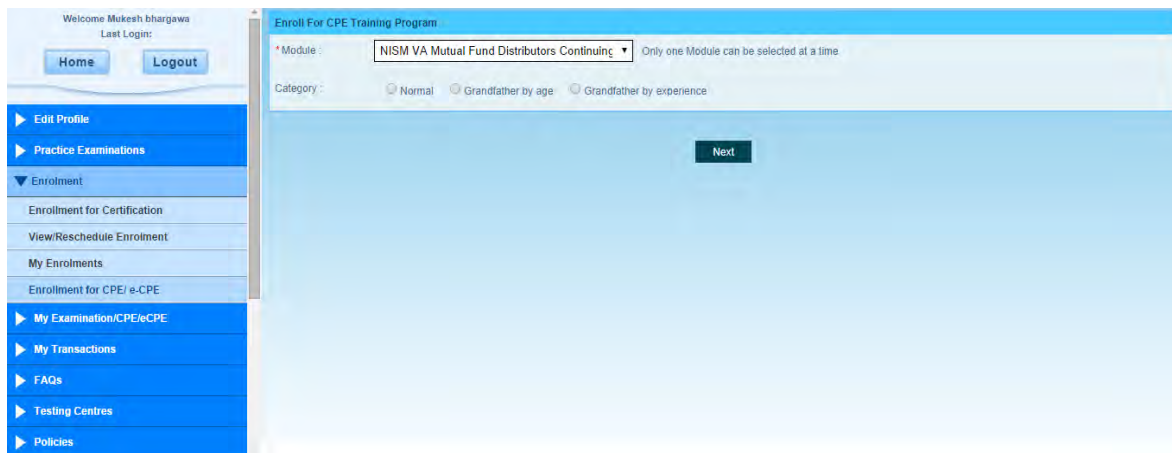 Welcome Mukesh bhargawa
Last Login:
Home Logout
Edit Profile
Practice Examinations
Enrolment
Enrollment for Certification
View/Reschedule Enrolment
My Enrolments
Enrollment for CPE/ e-CPE
My Examination/CPE/eCPE
My Transactions
FAQs
Testing Centres
Policies
Enroll For CPE Training Program
*Module : NISM VA Mutual Fund Distributors Continuing Only one Module can be selected at a time
Category : Normal Grandfather by age Grandfather by experience
Next